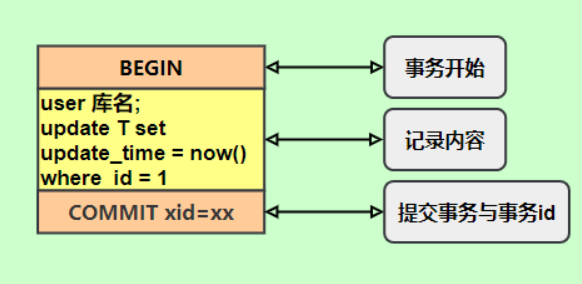 BEGIN
事务开始
user 库名;
update T set
update_time = now()
where id = 1
记录内容
COMMIT xid=xx
提交事务与事务id